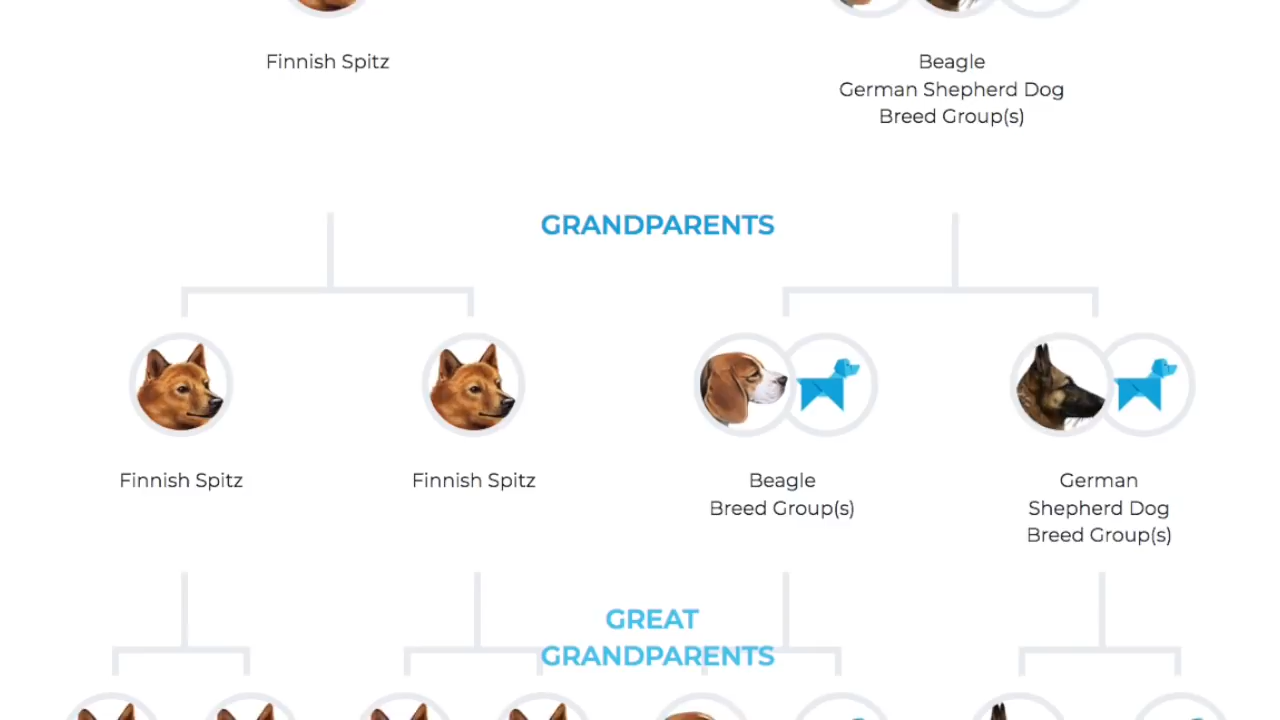 Finnish Spitz
Beagle
German Shepherd Dog
Breed Group(s)
GRANDPARENTS
Finnish Spitz
Finnish Spitz
Beagle
Breed Group(s)
German
Shepherd Dog
Breed Group(s)
GREAT
GRANDPARENTS